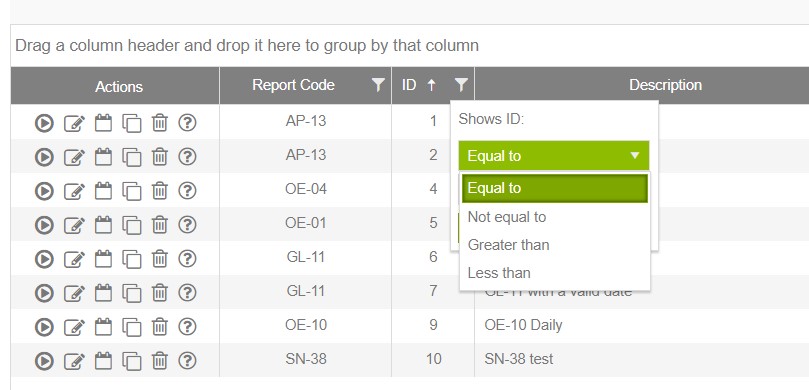 Drag a column header and drop it here to group by that column
Actions Report Code ID ↑ Description
AP-13 1
Shows ID:
AP-13 2
Equal to
OE-04 4
Equal to
OE-01 5
Not equal to
GL-11 6
Greater than
Less than
GL-11 7 GL-11 with a valid date
OE-10 9 OE-10 Daily
SN-38 10 SN-38 test